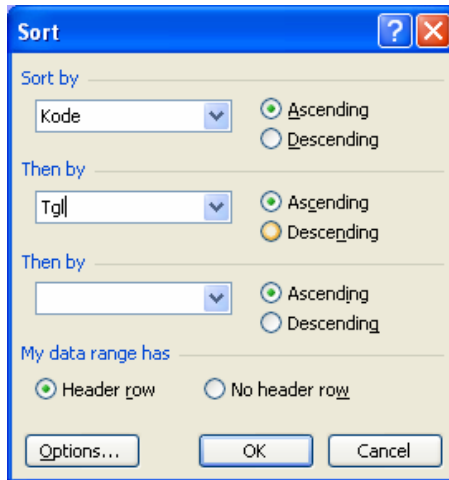 Sort
Sort by
Kode
Ascending
Descending
Then by
Tgl
Ascending
Descending
Then by
Ascending
Descending
My data range has
Header row No header row
Options... OK Cancel